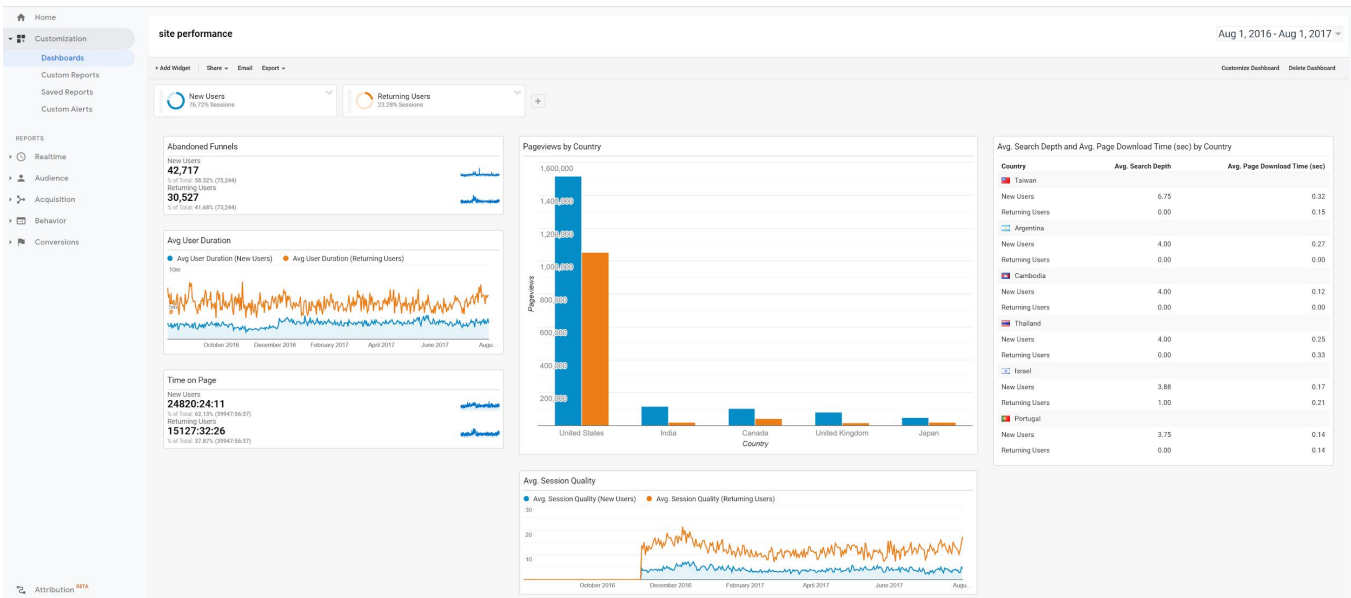 Home
Customization
Dashboards
Custom Reports
Saved Reports
Custom Alerts
REPORTS
Realtime
Audience
Acquisition
Behavior
Conversions
Attribution BETA
site performance
Aug 1, 2016 - Aug 1, 2017
+ Add Widget Share Email Export
Customize Dashboard Delete Dashboard
New Users
76.72% Sessions
Returning Users
23.28% Sessions
+
Abandoned Funnels
New Users
42,717
% of Total: 58.32% (73,244)
Returning Users
30,527
% of Total: 41.68% (73,244)
Avg User Duration
Avg User Duration (New Users) Avg User Duration (Returning Users)
10m
5m
October 2016 December 2016 February 2017 April 2017 June 2017 Augu...
Time on Page
New Users
24820:24:11
% of Total: 62.13% (39947:56:37)
Returning Users
15127:32:26
% of Total: 37.87% (39947:56:37)
Pageviews by Country
1,600,000
1,400,000
1,200,000
1,000,000
800,000
600,000
400,000
200,000
Pageviews
United States India Canada United Kingdom Japan
Country
Avg. Session Quality
Avg. Session Quality (New Users) Avg. Session Quality (Returning Users)
30
20
10
October 2016 December 2016 February 2017 April 2017 June 2017 Augu...
Avg. Search Depth and Avg. Page Download Time (sec) by Country
Country Avg. Search Depth Avg. Page Download Time (sec)
Taiwan
New Users 6.75 0.32
Returning Users 0.00 0.15
Argentina
New Users 4.00 0.27
Returning Users 0.00 0.00
Cambodia
New Users 4.00 0.12
Returning Users 0.00 0.00
Thailand
New Users 4.00 0.25
Returning Users 0.00 0.33
Israel
New Users 3.88 0.17
Returning Users 1.00 0.21
Portugal
New Users 3.75 0.14
Returning Users 0.00 0.14